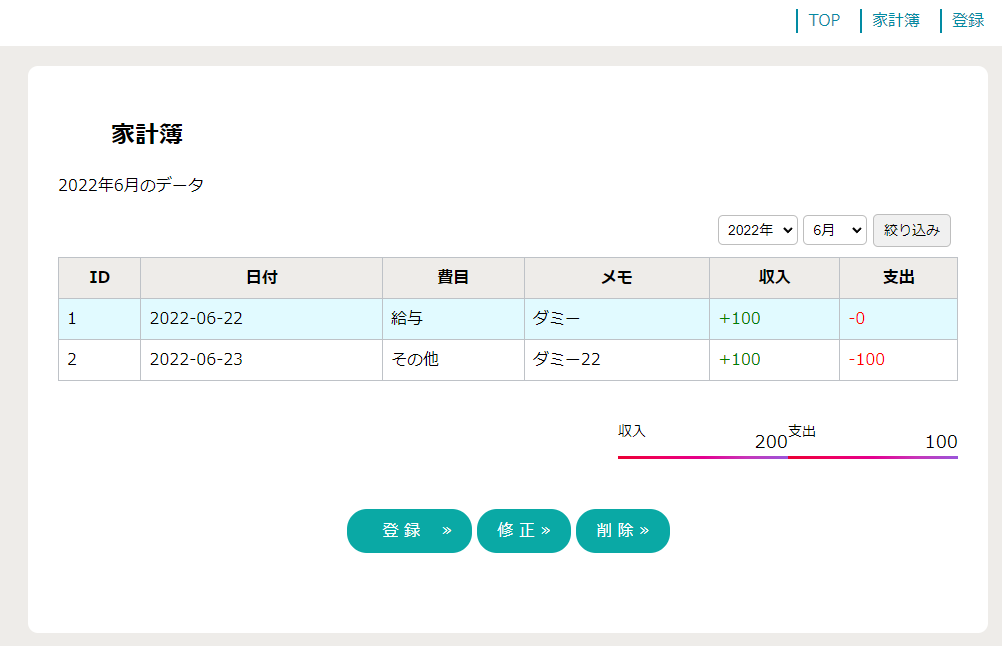 TOP 家計簿 登録
家計簿
2022年6月のデータ
2022年 6月 絞り込み
ID 日付 費目 メモ 収入 支出
1 2022-06-22 給与 ダミー +100 -0
2 2022-06-23 その他 ダミー22 +100 -100
収入 200 支出 100
登録 » 修正 » 削除 »